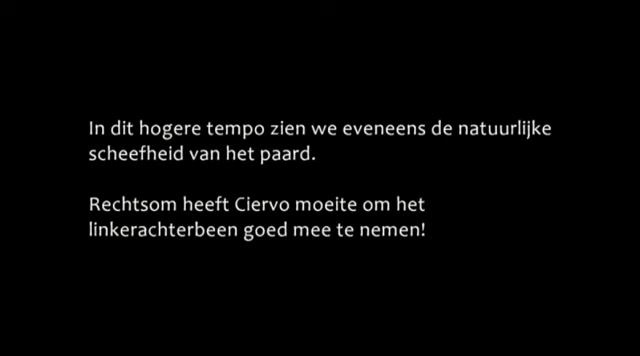 In dit hogere tempo zien we eveneens de natuurlijke
scheefheid van het paard.
Rechtsom heeft Ciervo moeite om het
linkerachterbeen goed mee te nemen!